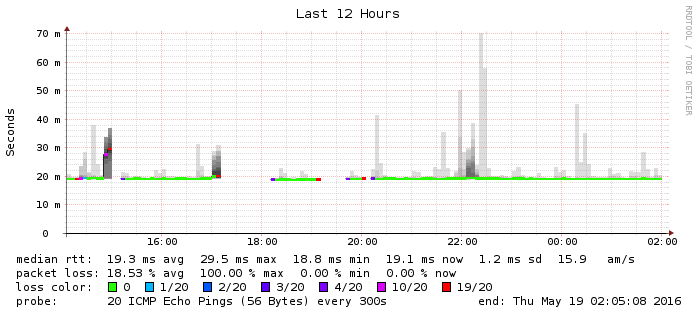 Last 12 Hours
RRDTOOL / TOBI OETIKER
Seconds
70 m
60 m
50 m
40 m
30 m
20 m
10 m
0
16:00 18:00 20:00 22:00 00:00 02:00
median rtt: 19.3 ms avg 29.5 ms max 18.8 ms min 19.1 ms now 1.2 ms sd 15.9 am/s
packet loss: 18.53 % avg 100.00 % max 0.00 % min 0.00 % now
loss color: 0 1/20 2/20 3/20 4/20 10/20 19/20
probe: 20 ICMP Echo Pings (56 Bytes) every 300s end: Thu May 19 02:05:08 2016